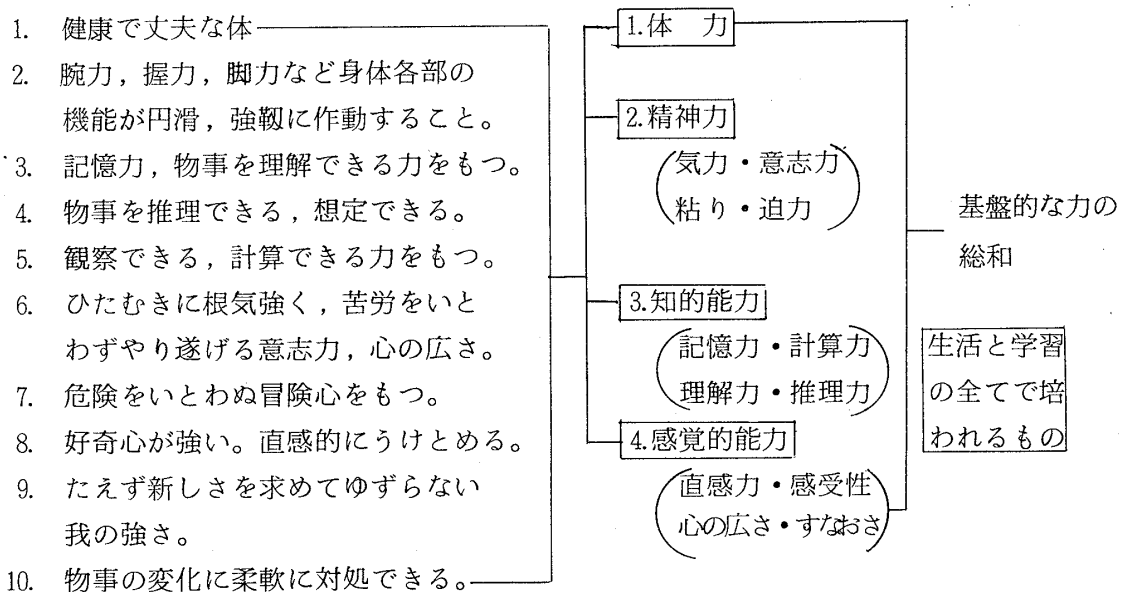 1. 健康で丈夫な体
2. 腕力，握力，脚力など身体各部の
機能が円滑，強靱に作動すること。
3. 記憶力，物事を理解できる力をもつ。
4. 物事を推理できる，想定できる。
5. 観察できる，計算できる力をもつ。
6. ひたむきに根気強く，苦労をいと
わずやり遂げる意志力，心の広さ。
7. 危険をいとわぬ冒険心をもつ。
8. 好奇心が強い。直感的にうけとめる。
9. たえず新しさを求めてゆずらない
我の強さ。
10. 物事の変化に柔軟に対処できる。
1.体　力
2.精神力
（気力・意志力
粘り・迫力）
3.知的能力
（記憶力・計算力
理解力・推理力）
4.感覚的能力
（直感力・感受性
心の広さ・すなおさ）
基盤的な力の
総和
生活と学習
の全てで培
われるもの